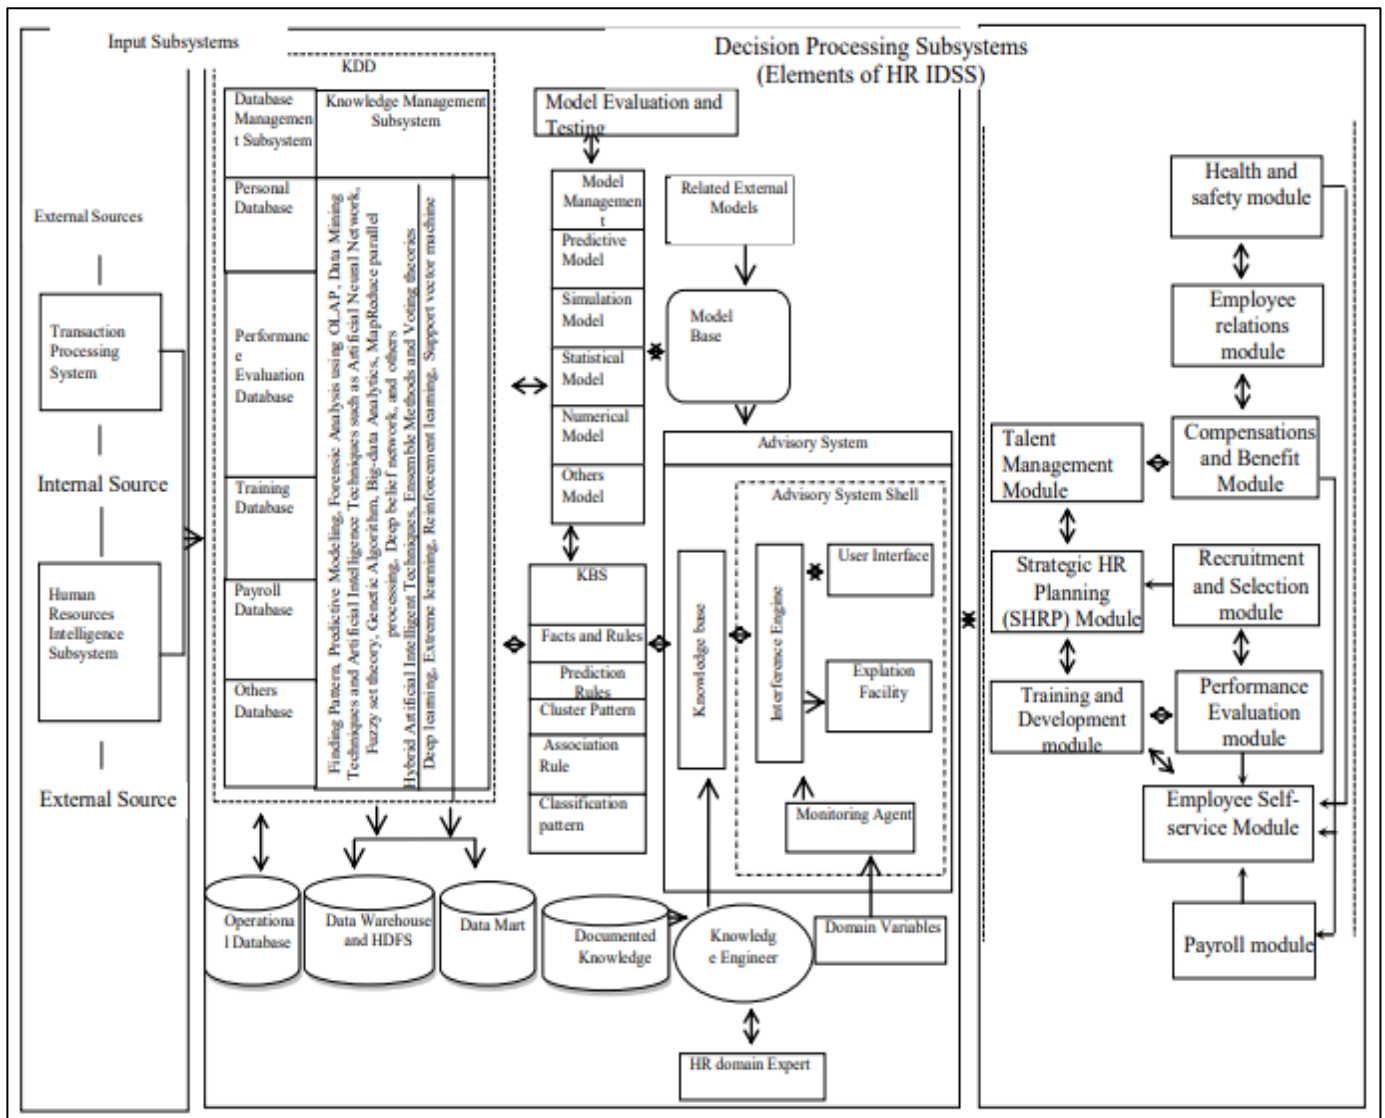 Input Subsystems
Decision Processing Subsystems
(Elements of HR IDSS)
External Sources
Transaction
Processing
System
Internal Source
Human
Resources
Intelligence
Subsystem
External Source
KDD
Database
Managemen
t Subsystem
Knowledge Management
Subsystem
Personal
Database
Performanc
e
Evaluation
Database
Training
Database
Payroll
Database
Others
Database
Finding Pattern, Predictive Modeling, Forensic Analysis using OLAP, Data Mining
Techniques and Artificial Intelligence Techniques such as Artificial Neural Network,
Fuzzy set theory, Genetic Algorithm, Big-data Analytics, MapReduce parallel
processing, Deep belief network, and others
Hybrid Artificial Intelligent Techniques, Ensemble Methods and Voting theories
Deep learning, Extreme learning, Reinforcement learning, Support vector machine
Operationa
l Database
Data Warehouse
and HDFS
Data Mart
Documented
Knowledge
Model Evaluation and
Testing
Model
Managemen
t
Predictive
Model
Simulation
Model
Statistical
Model
Numerical
Model
Others
Model
Related External
Models
Model
Base
KBS
Facts and Rules
Prediction
Rules
Cluster Pattern
Association
Rule
Classification
pattern
Advisory System
Advisory System Shell
Knowledge base
Interference Engine
User Interface
Explation
Facility
Monitoring Agent
Knowledg
e Engineer
Domain Variables
HR domain Expert
Health and
safety module
Employee
relations
module
Talent
Management
Module
Compensations
and Benefit
Module
Strategic HR
Planning
(SHRP) Module
Recruitment
and Selection
module
Training and
Development
module
Performance
Evaluation
module
Employee Self-
service Module
Payroll module